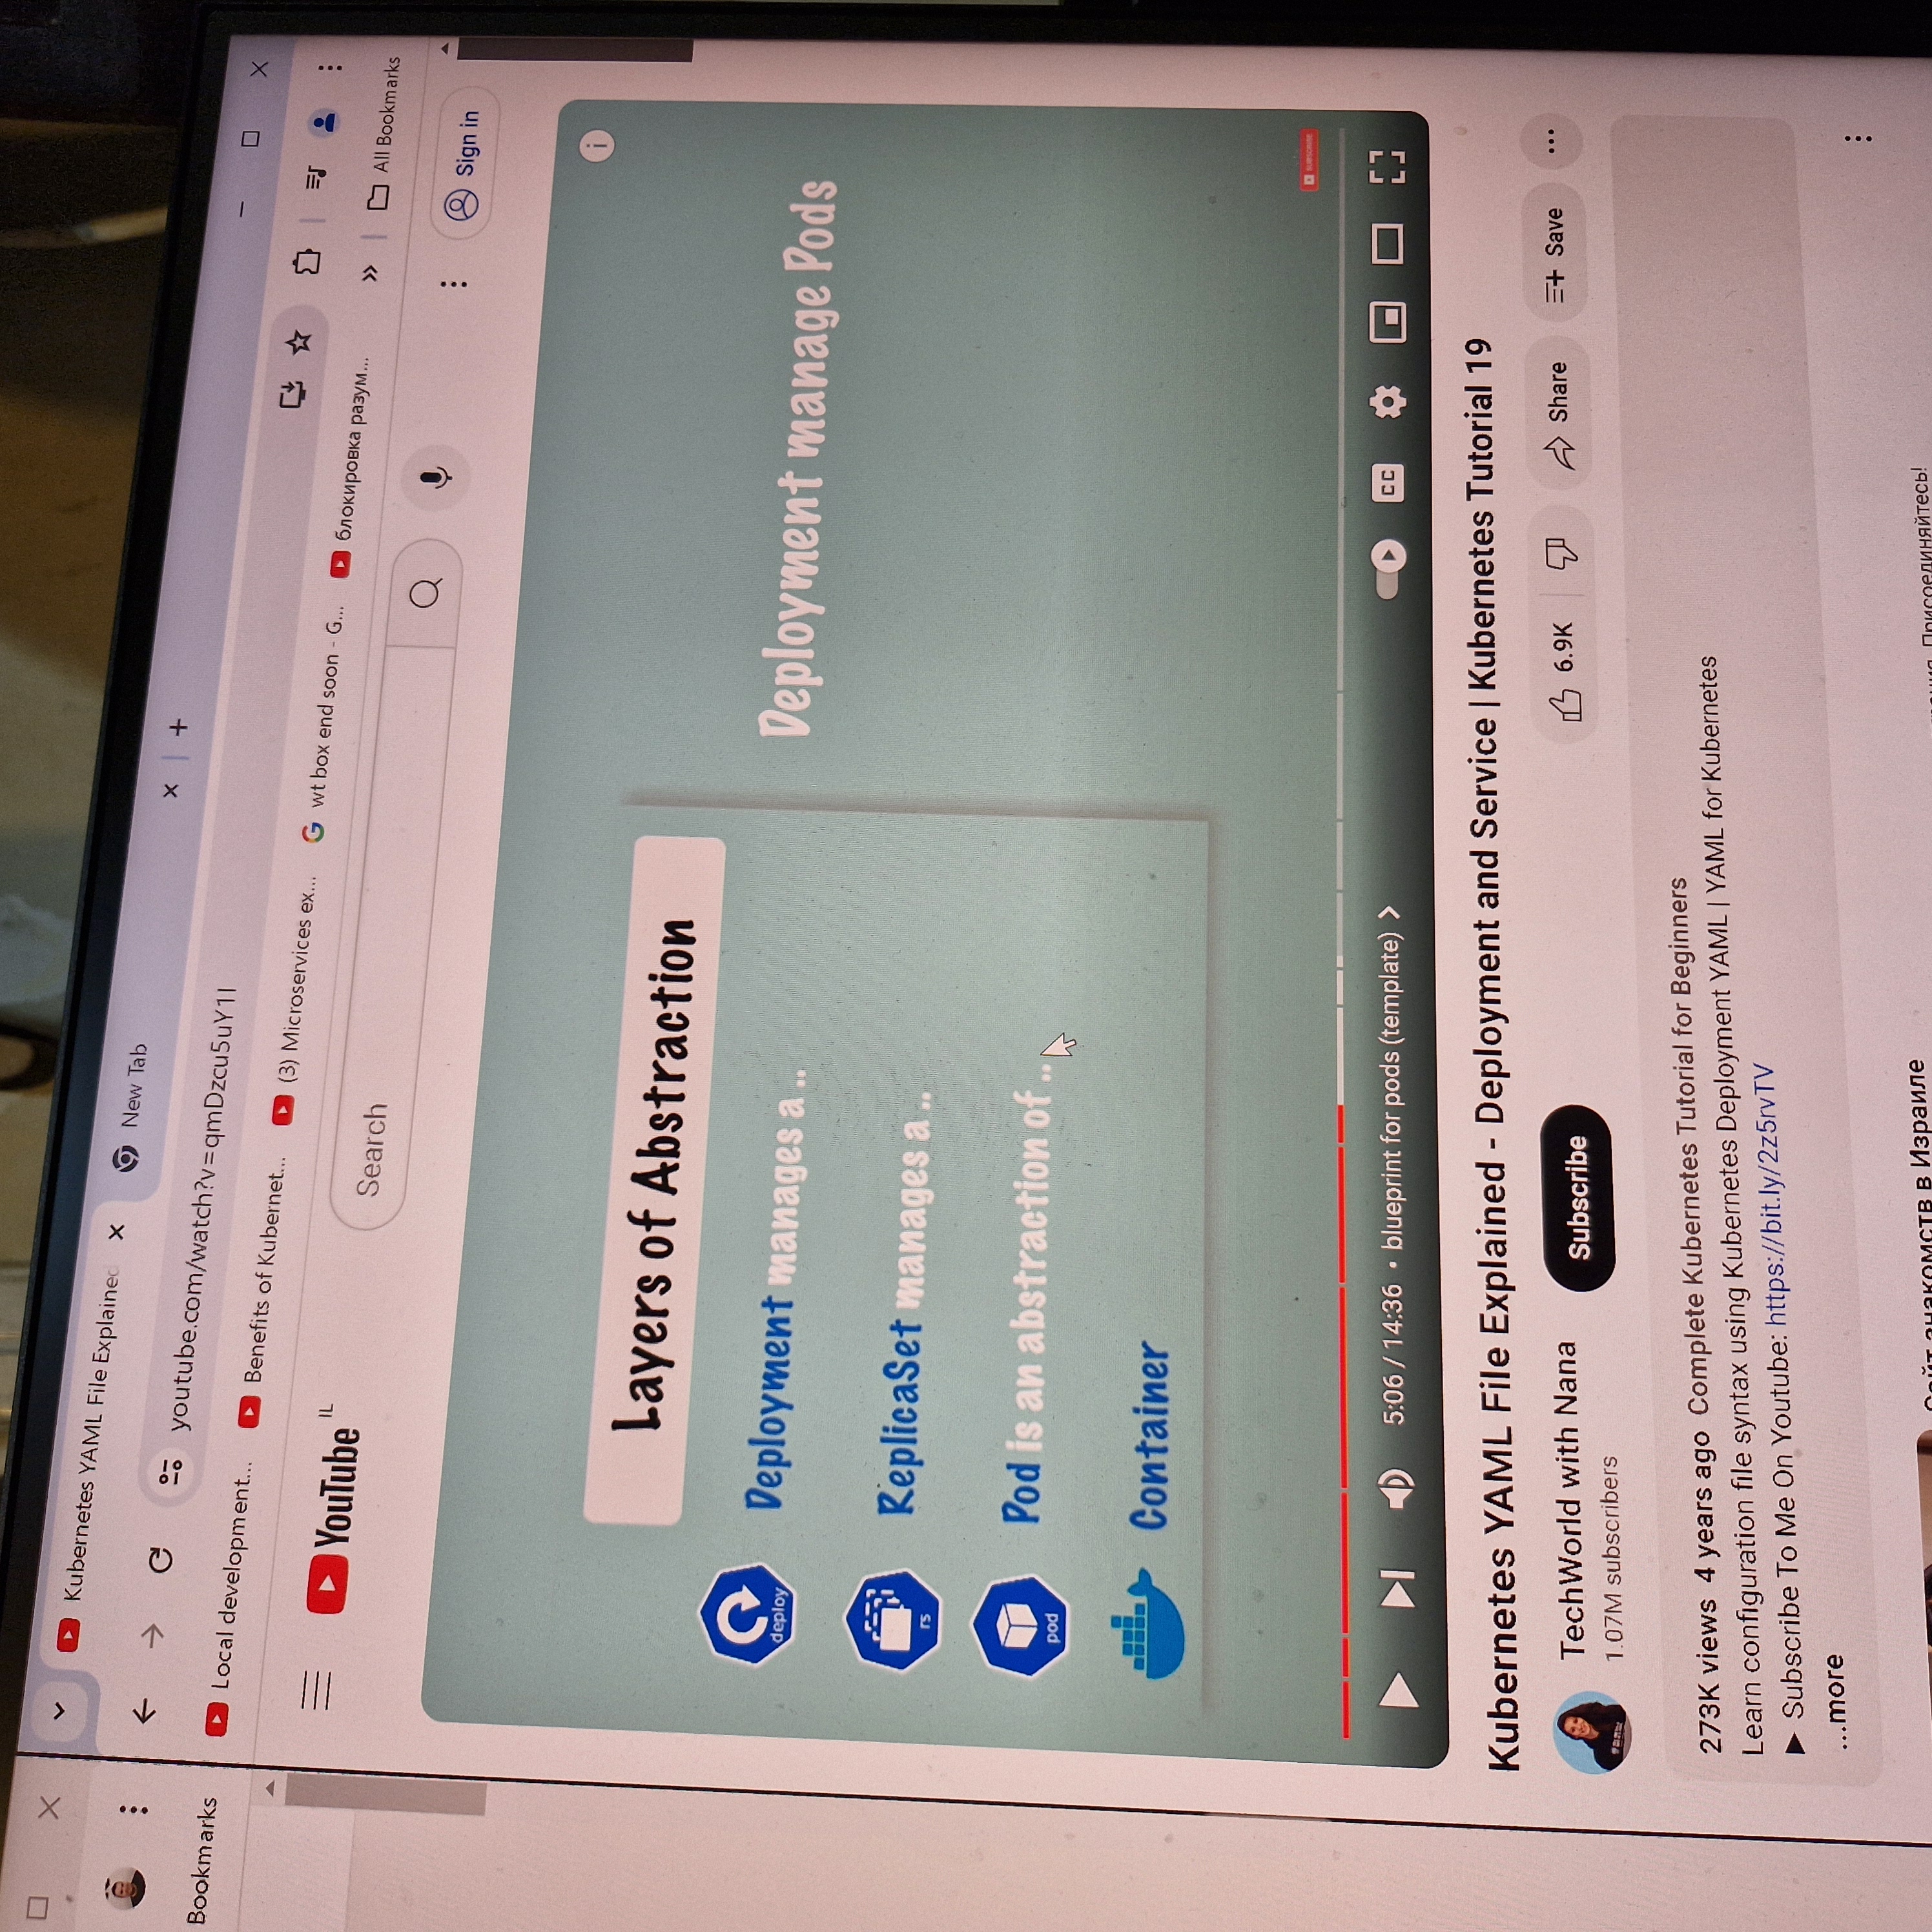 Kubernetes YAML File Explained
New Tab
youtube.com/watch?v=qmDzcu5uY1I
Bookmarks
Local development...
Benefits of Kubernet...
(3) Microservices ex...
wt box end soon - G...
блокировка разум...
All Bookmarks
YouTube IL
Search
Sign in
Layers of Abstraction
deploy
Deployment manages a ..
Deployment manage Pods
rs
ReplicaSet manages a ..
pod
Pod is an abstraction of ..
Container
SUBSCRIBE
5:06 / 14:36 • blueprint for pods (template)
CC
Kubernetes YAML File Explained - Deployment and Service | Kubernetes Tutorial 19
TechWorld with Nana
1.07M subscribers
Subscribe
6.9K
Share
Save
273K views 4 years ago Complete Kubernetes Tutorial for Beginners
Learn configuration file syntax using Kubernetes Deployment YAML | YAML for Kubernetes
► Subscribe To Me On Youtube: https://bit.ly/2z5rvTV
...more
Сайт знакомств в Израиле
Присоединяйтесь!